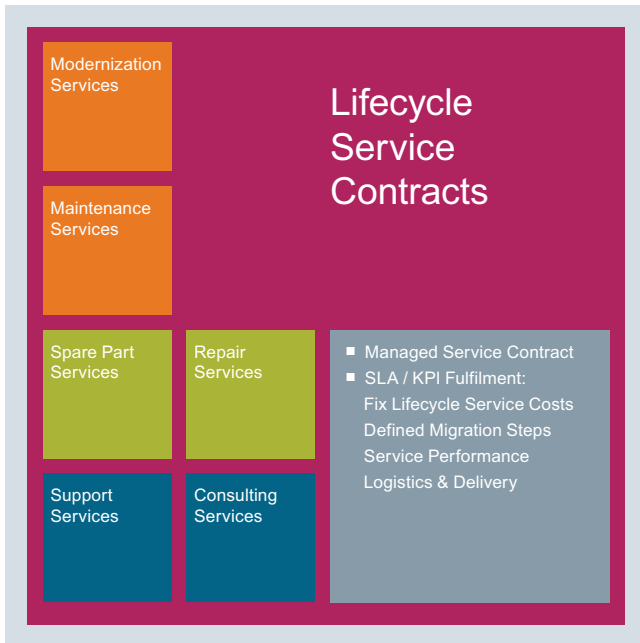 Modernization
Services
Lifecycle
Service
Contracts
Maintenance
Services
Spare Part
Services
Repair
Services
■ Managed Service Contract
■ SLA / KPI Fulfilment:
Fix Lifecycle Service Costs
Defined Migration Steps
Service Performance
Logistics & Delivery
Support
Services
Consulting
Services